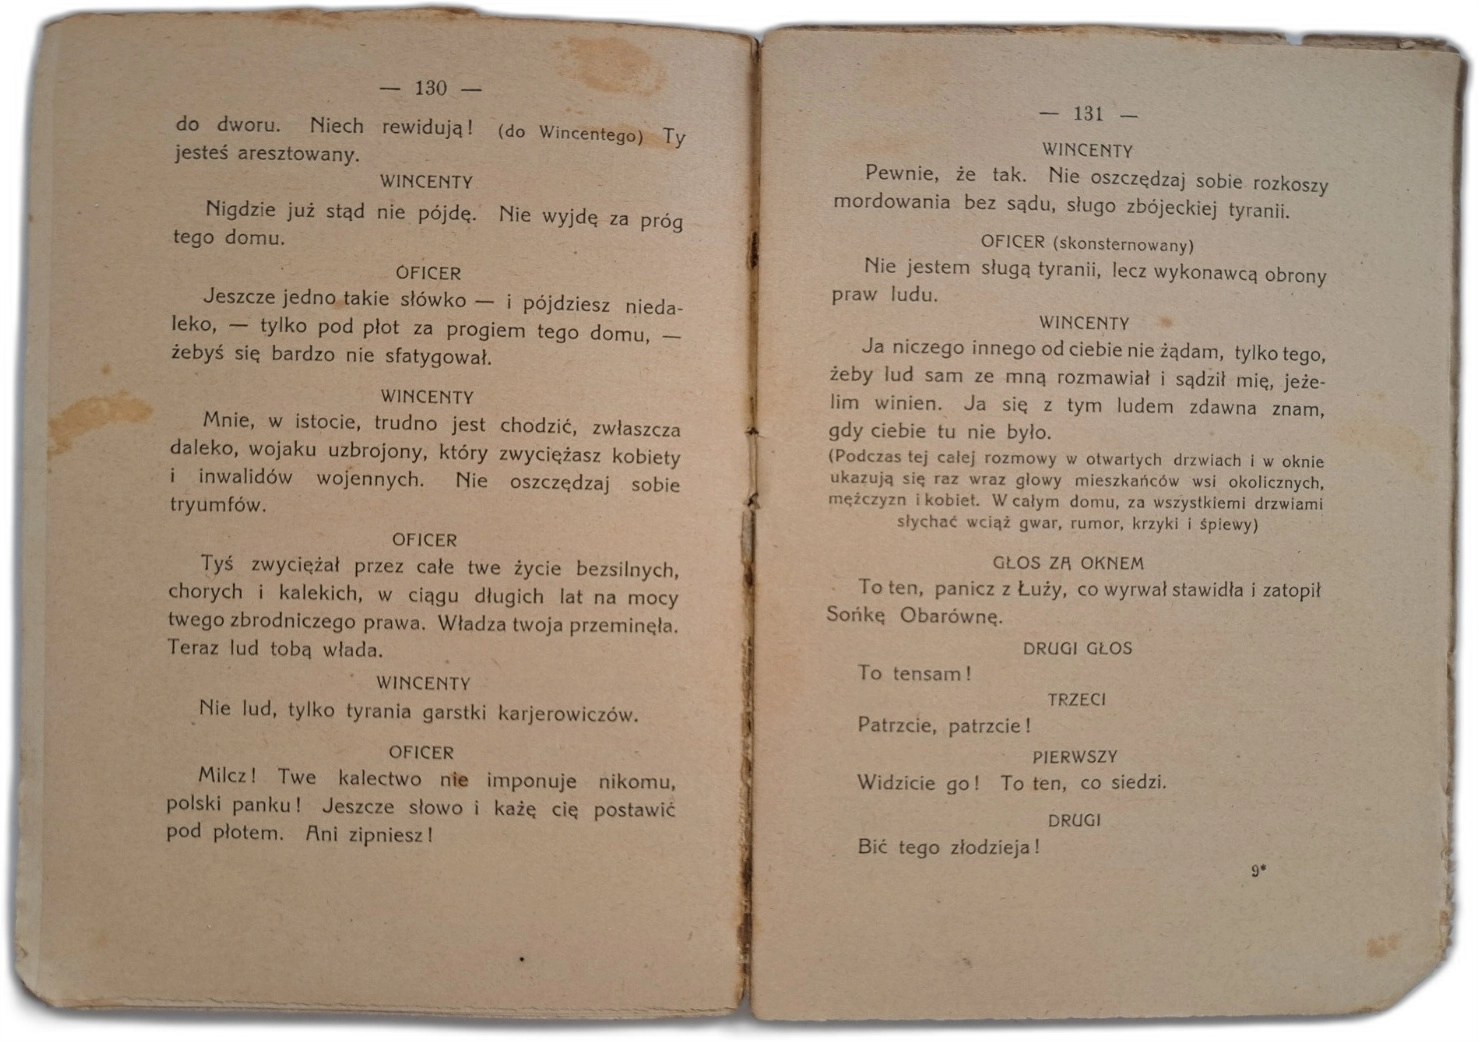 — 130 —
do dworu. Niech rewidują! (do Wincentego) Ty
jesteś aresztowany.
WINCENTY
Nigdzie już stąd nie pójdę. Nie wyjdę za próg
tego domu.
OFICER
Jeszcze jedno takie słówko — i pójdziesz nieda-
leko, — tylko pod płot za progiem tego domu, —
żebyś się bardzo nie sfatygował.
WINCENTY
Mnie, w istocie, trudno jest chodzić, zwłaszcza
daleko, wojaku uzbrojony, który zwyciężasz kobiety
i inwalidów wojennych. Nie oszczędzaj sobie
tryumfów.
OFICER
Tyś zwyciężał przez całe twe życie bezsilnych,
chorych i kalekich, w ciągu długich lat na mocy
twego zbrodniczego prawa. Władza twoja przeminęła.
Teraz lud tobą włada.
WINCENTY
Nie lud, tylko tyrania garstki karjerowiczów.
OFICER
Milcz! Twe kalectwo nie imponuje nikomu,
polski panku! Jeszcze słowo i każę cię postawić
pod płotem. Ani zipniesz!
— 131 —
WINCENTY
Pewnie, że tak. Nie oszczędzaj sobie rozkoszy
mordowania bez sądu, sługo zbójeckiej tyranii.
OFICER (skonsternowany)
Nie jestem sługą tyranii, lecz wykonawcą obrony
praw ludu.
WINCENTY
Ja niczego innego od ciebie nie żądam, tylko tego,
żeby lud sam ze mną rozmawiał i sądził mię, jeże-
lim winien. Ja się z tym ludem zdawna znam,
gdy ciebie tu nie było.
(Podczas tej całej rozmowy w otwartych drzwiach i w oknie
ukazują się raz wraz głowy mieszkańców wsi okolicznych,
mężczyzn i kobiet. W całym domu, za wszystkiemi drzwiami
słychać wciąż gwar, rumor, krzyki i śpiewy)
GŁOS ZA OKNEM
To ten, panicz z Łuży, co wyrwał stawidła i zatopił
Sońkę Obarównę.
DRUGI GŁOS
To tensam!
TRZECI
Patrzcie, patrzcie!
PIERWSZY
Widzicie go! To ten, co siedzi.
DRUGI
Bić tego złodzieja!
9*